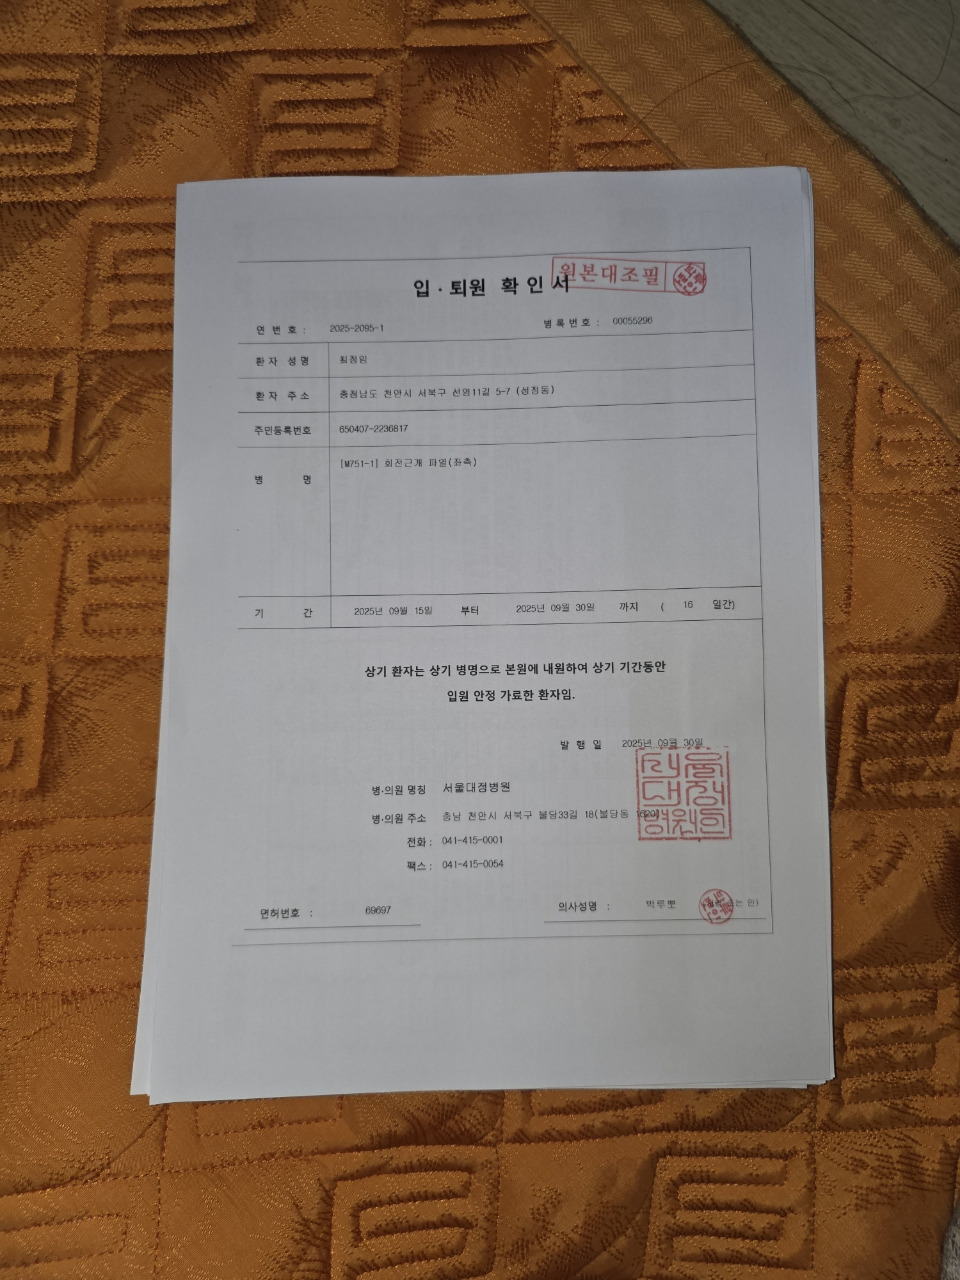 입 · 퇴원 확 인 서
원본대조필
연 번 호 : 2025-2095-1 병 록 번 호 : 00055296
환 자 성 명
환 자 주 소 충청남도 천안시 서북구 선영11길 5-7 (성정동)
주민등록번호 650407-2236817
병 명 [M751-1] 회전근개 파열(좌측)
기 간 2025년 09월 15일 부터 2025년 09월 30일 까지 ( 16 일간)
상기 환자는 상기 병명으로 본원에 내원하여 상기 기간동안
입원 안정 가료한 환자임.
발 행 일 2025년 09월 30일
병·의원 명칭 서울대정병원
병·의원 주소 충남 천안시 서북구 불당33길 18(불당동 1620)
전화 : 041-415-0001
팩스 : 041-415-0054
면허번호 : 69697 의사성명 : 박루뽀